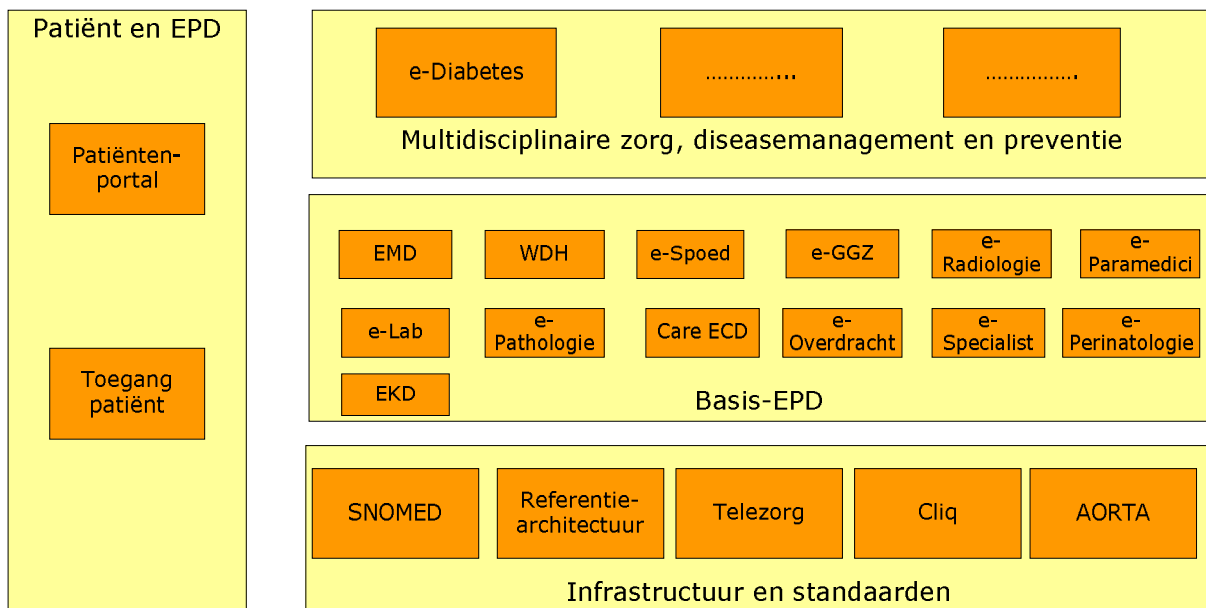 Patiënt en EPD
Patiënten-
portal
Toegang
patiënt
e-Diabetes
................
...............
Multidisciplinaire zorg, diseasemanagement en preventie
EMD
WDH
e-Spoed
e-GGZ
e-
Radiologie
e-
Paramedici
e-Lab
e-
Pathologie
Care ECD
e-
Overdracht
e-
Specialist
e-
Perinatologie
EKD
Basis-EPD
SNOMED
Referentie-
architectuur
Telezorg
Cliq
AORTA
Infrastructuur en standaarden